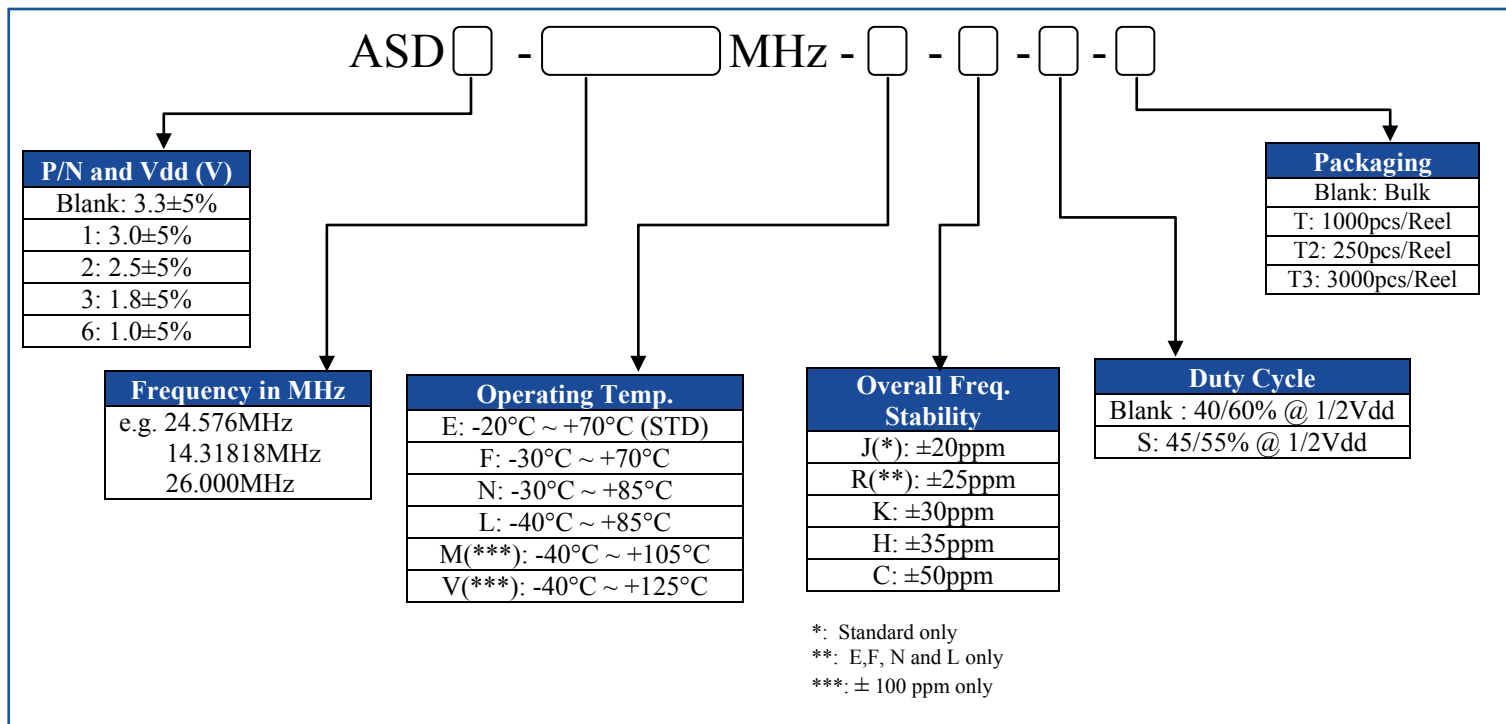 ASD - MHz - - - -
P/N and Vdd (V)
Blank: 3.3±5%
1: 3.0±5%
2: 2.5±5%
3: 1.8±5%
6: 1.0±5%
Packaging
Blank: Bulk
T: 1000pcs/Reel
T2: 250pcs/Reel
T3: 3000pcs/Reel
Frequency in MHz
e.g. 24.576MHz
14.31818MHz
26.000MHz
Operating Temp.
E: -20°C ~ +70°C (STD)
F: -30°C ~ +70°C
N: -30°C ~ +85°C
L: -40°C ~ +85°C
M(***): -40°C ~ +105°C
V(***): -40°C ~ +125°C
Overall Freq.
Stability
J(*): ±20ppm
R(**): ±25ppm
K: ±30ppm
H: ±35ppm
C: ±50ppm
Duty Cycle
Blank : 40/60% @ 1/2Vdd
S: 45/55% @ 1/2Vdd
*: Standard only
**: E,F, N and L only
***: ± 100 ppm only